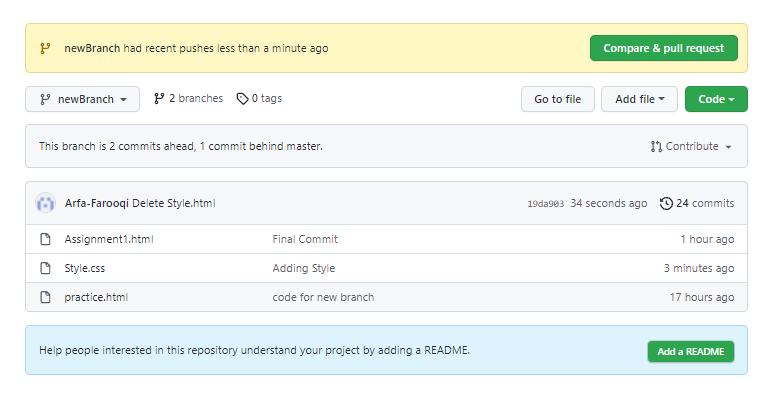 newBranch had recent pushes less than a minute ago Compare & pull request
newBranch 2 branches 0 tags Go to file Add file Code
This branch is 2 commits ahead, 1 commit behind master. Contribute
Arfa-Farooqi Delete Style.html 19da903 34 seconds ago 24 commits
Assignment1.html Final Commit 1 hour ago
Style.css Adding Style 3 minutes ago
practice.html code for new branch 17 hours ago
Help people interested in this repository understand your project by adding a README. Add a README